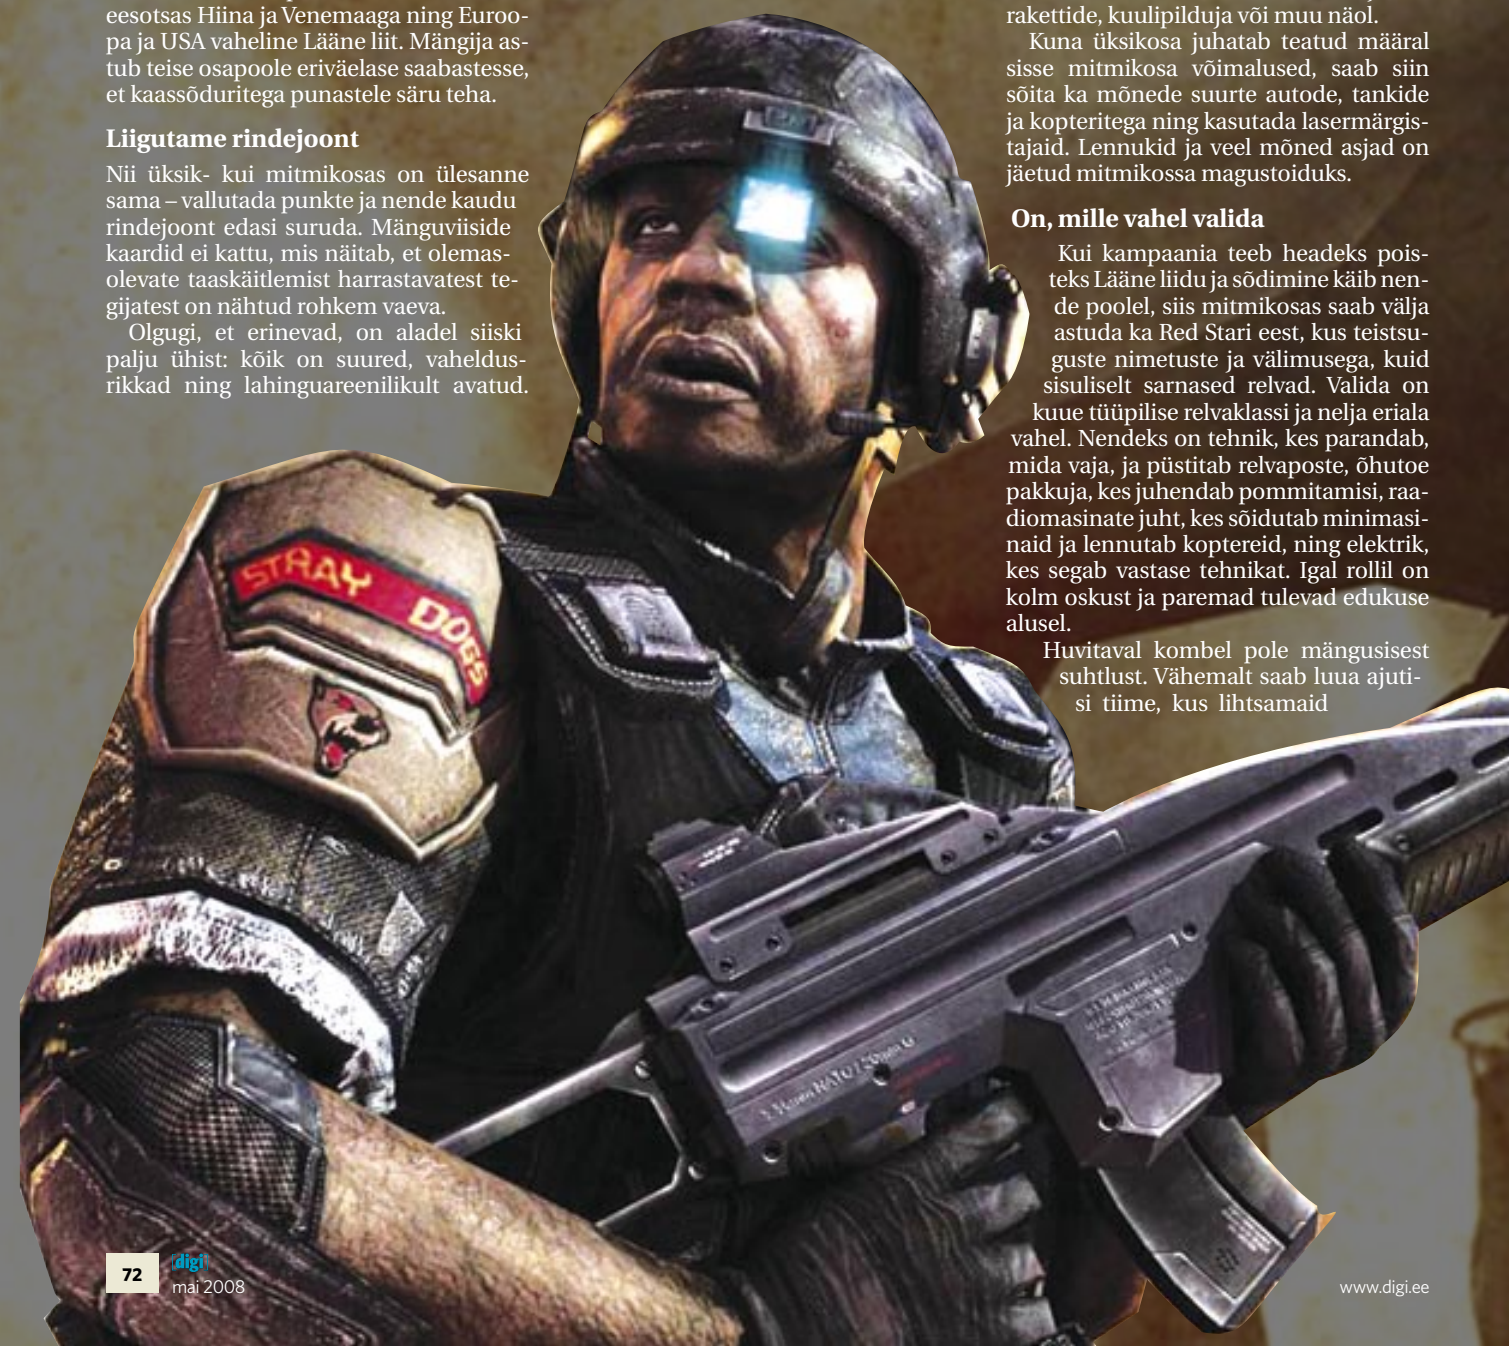 eesotsas Hiina ja Venemaaga ning Euroo-
pa ja USA vaheline Lääne liit. Mängija as-
tub teise osapoole eriväelase saabastesse,
et kaassõduritega punastele säru teha.
Liigutame rindejoont
Nii üksik- kui mitmikosas on ülesanne
sama – vallutada punkte ja nende kaudu
rindejoont edasi suruda. Mänguviiside
kaardid ei kattu, mis näitab, et olemas-
olevate taaskäitlemist harrastavatest te-
gijatest on nähtud rohkem vaeva.
Olgugi, et erinevad, on aladel siiski
palju ühist: kõik on suured, vaheldus-
rikkad ning lahinguareenilikult avatud.
rakettide, kuulipilduja või muu näol.
Kuna üksikosa juhatab teatud määral
sisse mitmikosa võimalused, saab siin
sõita ka mõnede suurte autode, tankide
ja kopteritega ning kasutada lasermärgis-
tajaid. Lennukid ja veel mõned asjad on
jäetud mitmikossa magustoiduks.
On, mille vahel valida
Kui kampaania teeb headeks pois-
teks Lääne liidu ja sõdimine käib nen-
de poolel, siis mitmikosas saab välja
astuda ka Red Stari eest, kus teistsu-
guste nimetuste ja välimusega, kuid
sisuliselt sarnased relvad. Valida on
kuue tüüpilise relvaklassi ja nelja eriala
vahel. Nendeks on tehnik, kes parandab,
mida vaja, ja püstitab relvaposte, õhutoe
pakkuja, kes juhendab pommitamisi, raa-
diomasinate juht, kes sõidutab minimasi-
naid ja lennutab koptereid, ning elektrik,
kes segab vastase tehnikat. Igal rollil on
kolm oskust ja paremad tulevad edukuse
alusel.
Huvitaval kombel pole mängusisest
suhtlust. Vähemalt saab luua ajuti-
si tiime, kus lihtsamaid
STRAY DOGS
72
[digi]
mai 2008
www.digi.ee